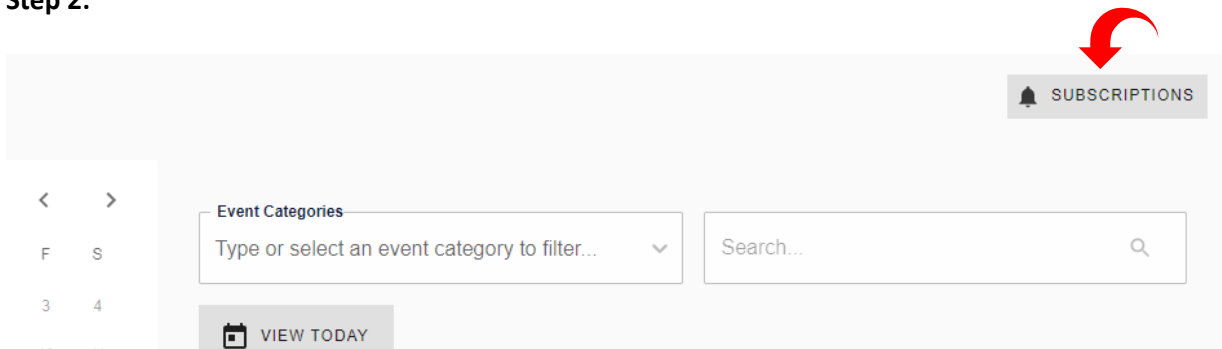 Step 2:
SUBSCRIPTIONS
Event Categories
Type or select an event category to filter...
Search...
F S
3 4
VIEW TODAY